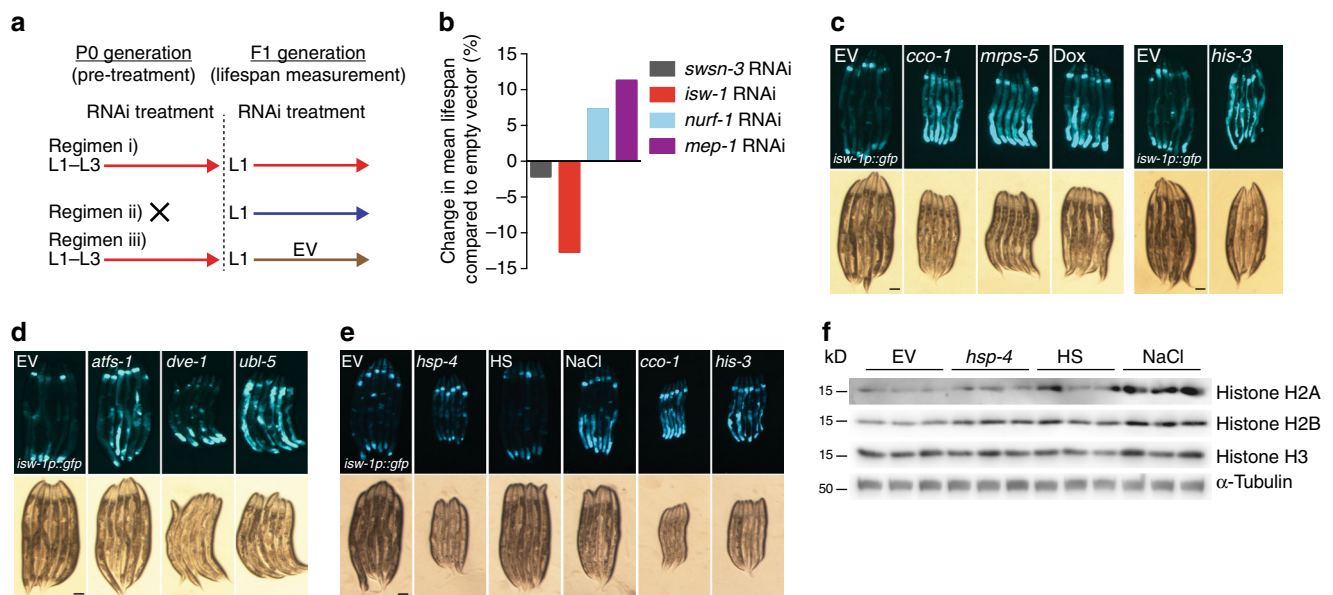 a
P0 generation
(pre-treatment)
F1 generation
(lifespan measurement)
RNAi treatment
RNAi treatment
Regimen i)
L1–L3
L1
Regimen ii)
L1
Regimen iii)
L1–L3
L1
EV
b
Change in mean lifespan
compared to empty vector (%)
15
10
5
0
−5
−10
−15
swsn-3 RNAi
isw-1 RNAi
nurf-1 RNAi
mep-1 RNAi
c
EV
cco-1
mrps-5
Dox
EV
his-3
isw-1p::gfp
isw-1p::gfp
d
EV
atfs-1
dve-1
ubl-5
isw-1p::gfp
e
EV
hsp-4
HS
NaCl
cco-1
his-3
isw-1p::gfp
f
kD
EV
hsp-4
HS
NaCl
15
Histone H2A
15
Histone H2B
15
Histone H3
50
α-Tubulin